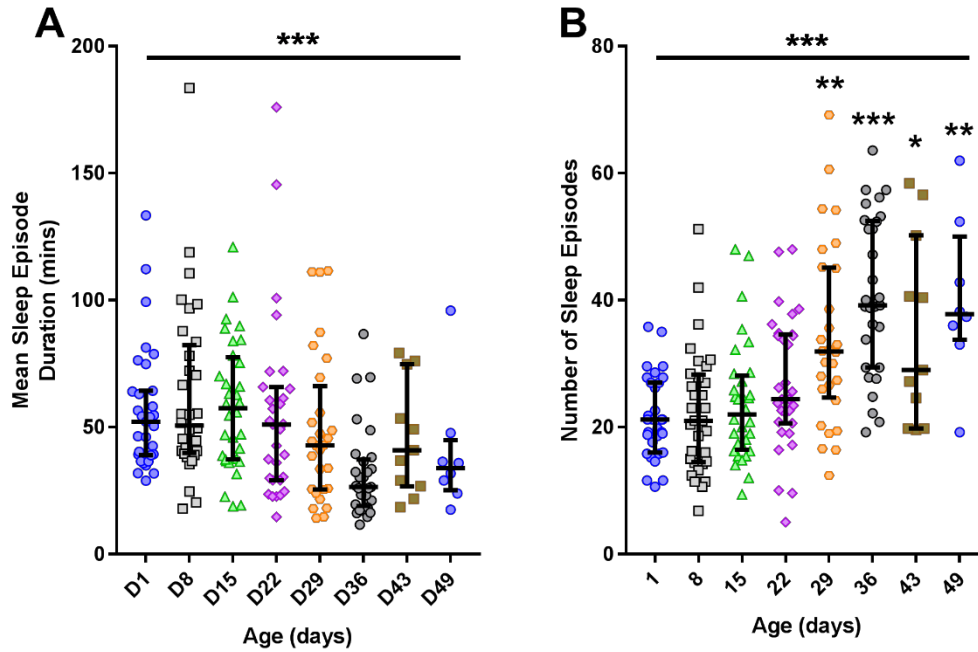 A
***
200
150
100
50
0
Mean Sleep Episode
Duration (mins)
D1 D8 D15 D22 D29 D36 D43 D49
Age (days)
B
***
**
***
*
**
80
60
40
20
0
Number of Sleep Episodes
1 8 15 22 29 36 43 49
Age (days)